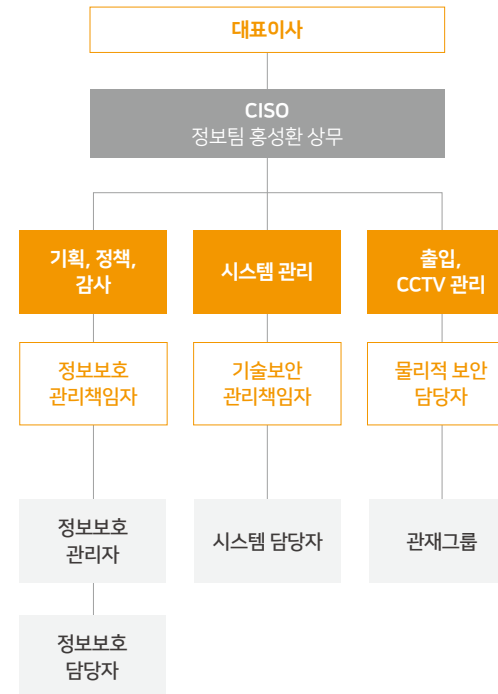 대표이사
CISO
정보팀 홍성환 상무
기획, 정책,
감사
시스템 관리
출입,
CCTV 관리
정보보호
관리책임자
기술보안
관리책임자
물리적 보안
담당자
정보보호
관리자
시스템 담당자
관재그룹
정보보호
담당자